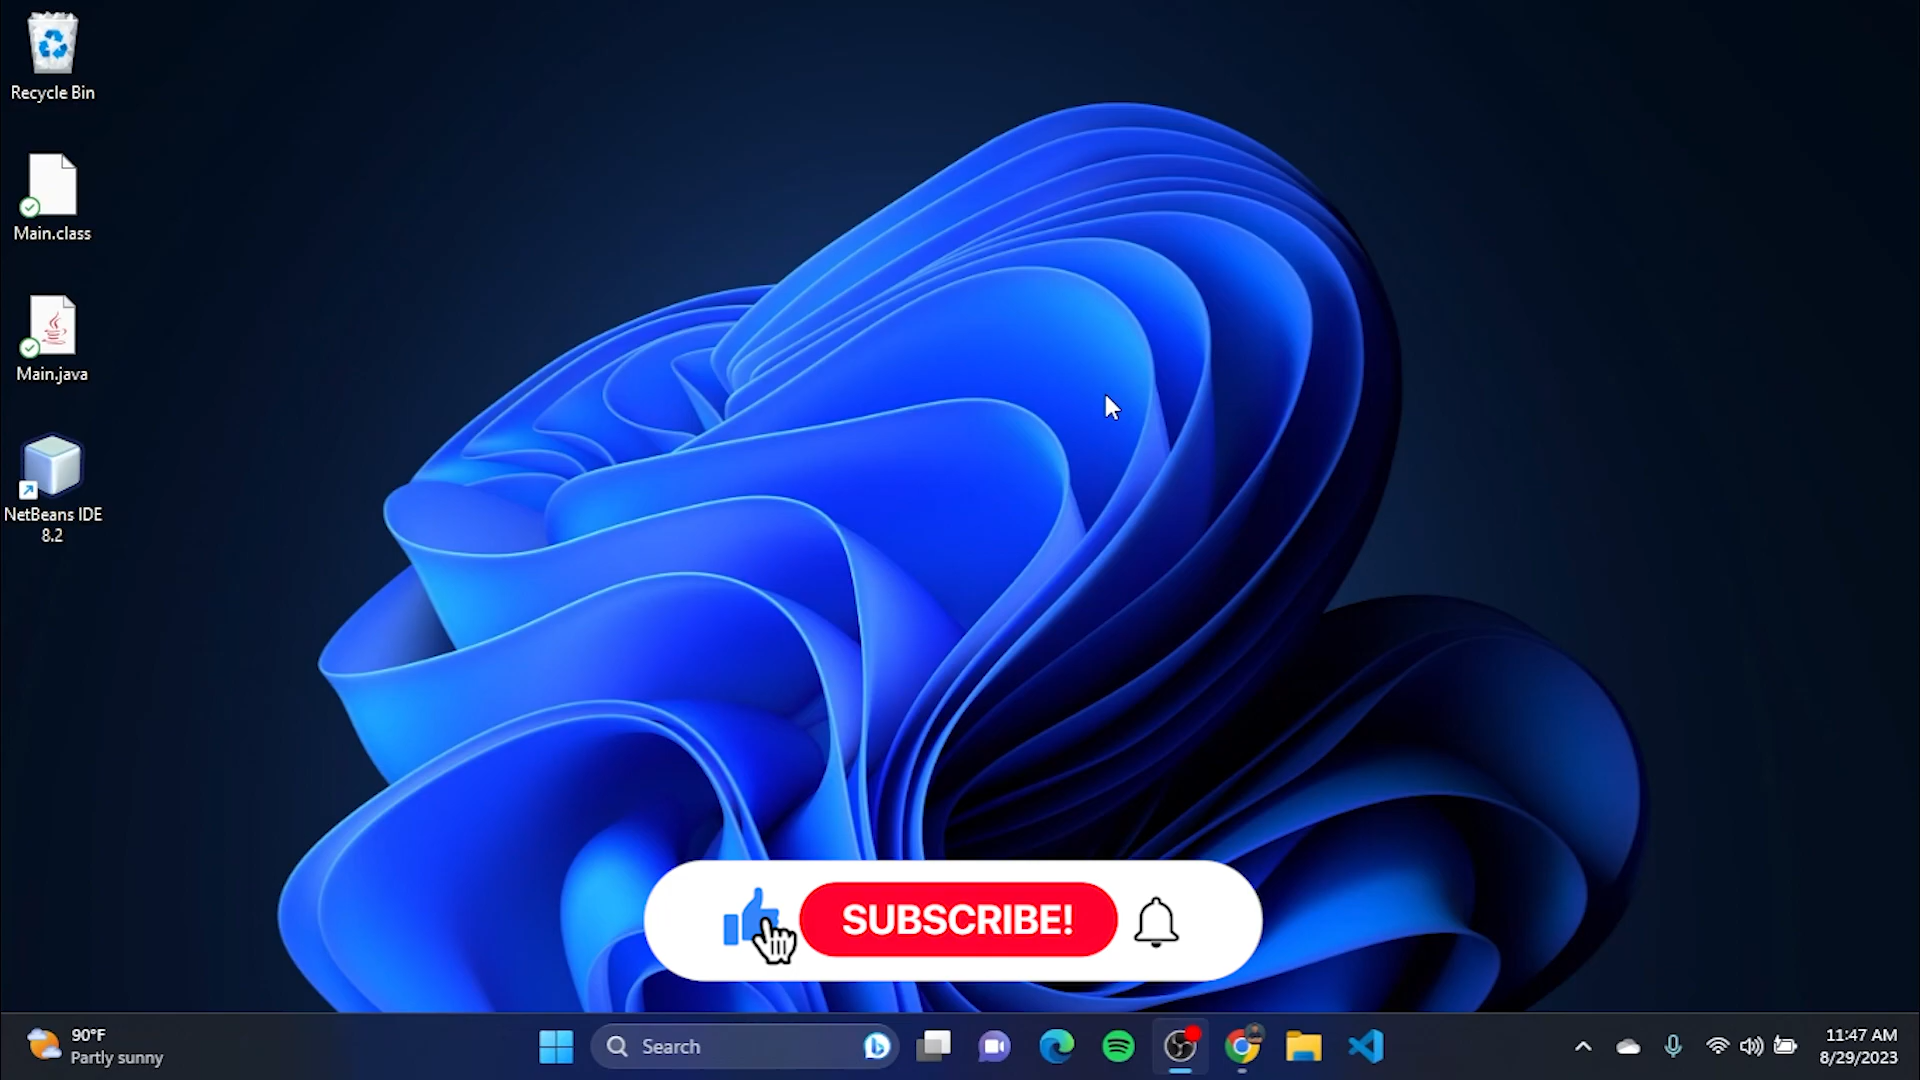 Recycle Bin
Main.class
Main.java
NetBeans IDE
8.2
SUBSCRIBE!
90°F
Partly sunny
Search
11:47 AM
8/29/2023